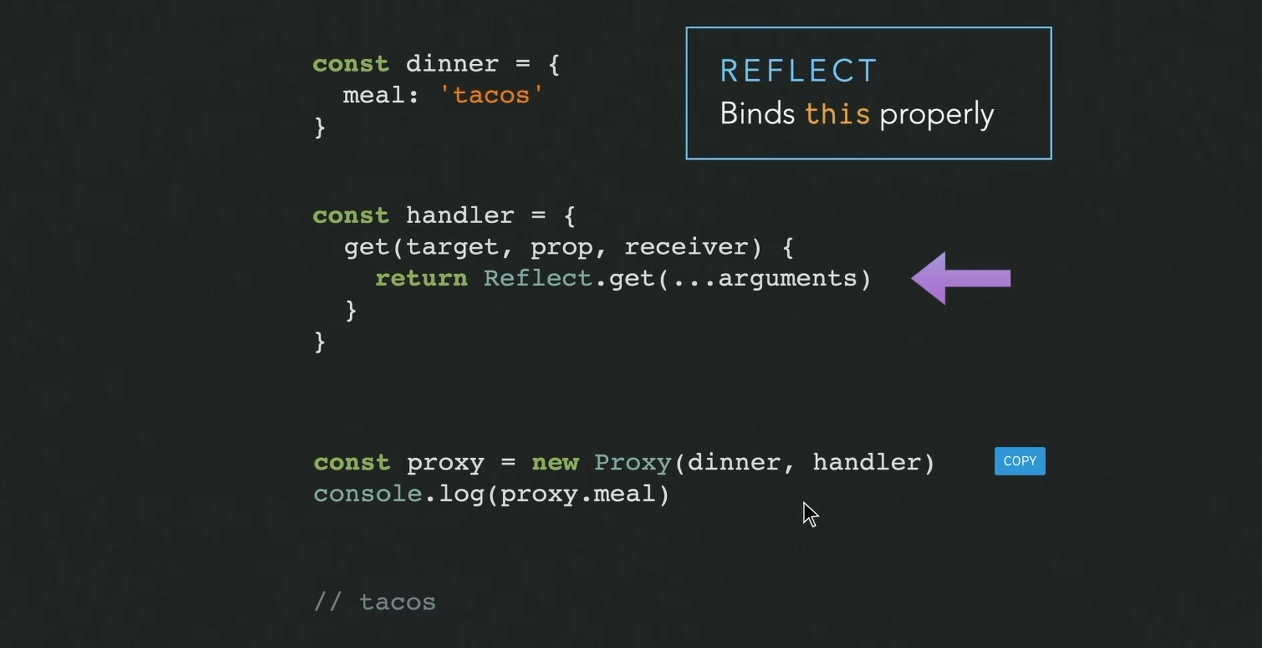 const dinner = {
  meal: 'tacos'
}
REFLECT
Binds this properly
const handler = {
  get(target, prop, receiver) {
    return Reflect.get(...arguments)
  }
}
const proxy = new Proxy(dinner, handler)
COPY
console.log(proxy.meal)
// tacos